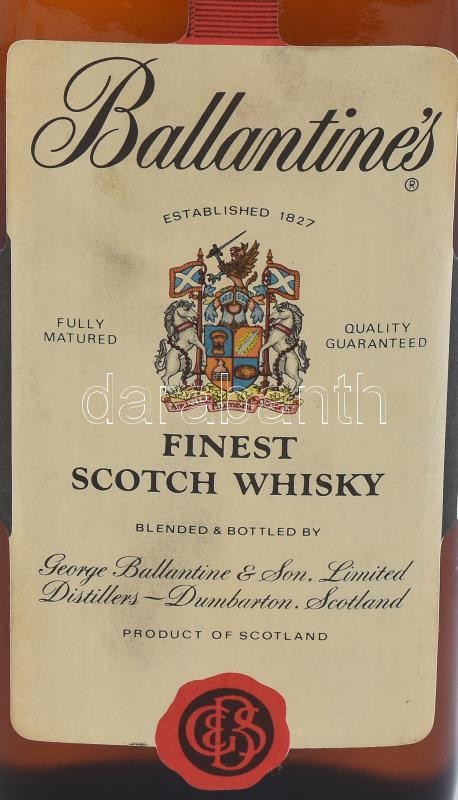 Ballantine's
®
ESTABLISHED 1827
FULLY
MATURED
QUALITY
GUARANTEED
darabanth
FINEST
SCOTCH WHISKY
BLENDED & BOTTLED BY
George Ballantine & Son. Limited
Distillers—Dumbarton. Scotland
PRODUCT OF SCOTLAND
GB&S